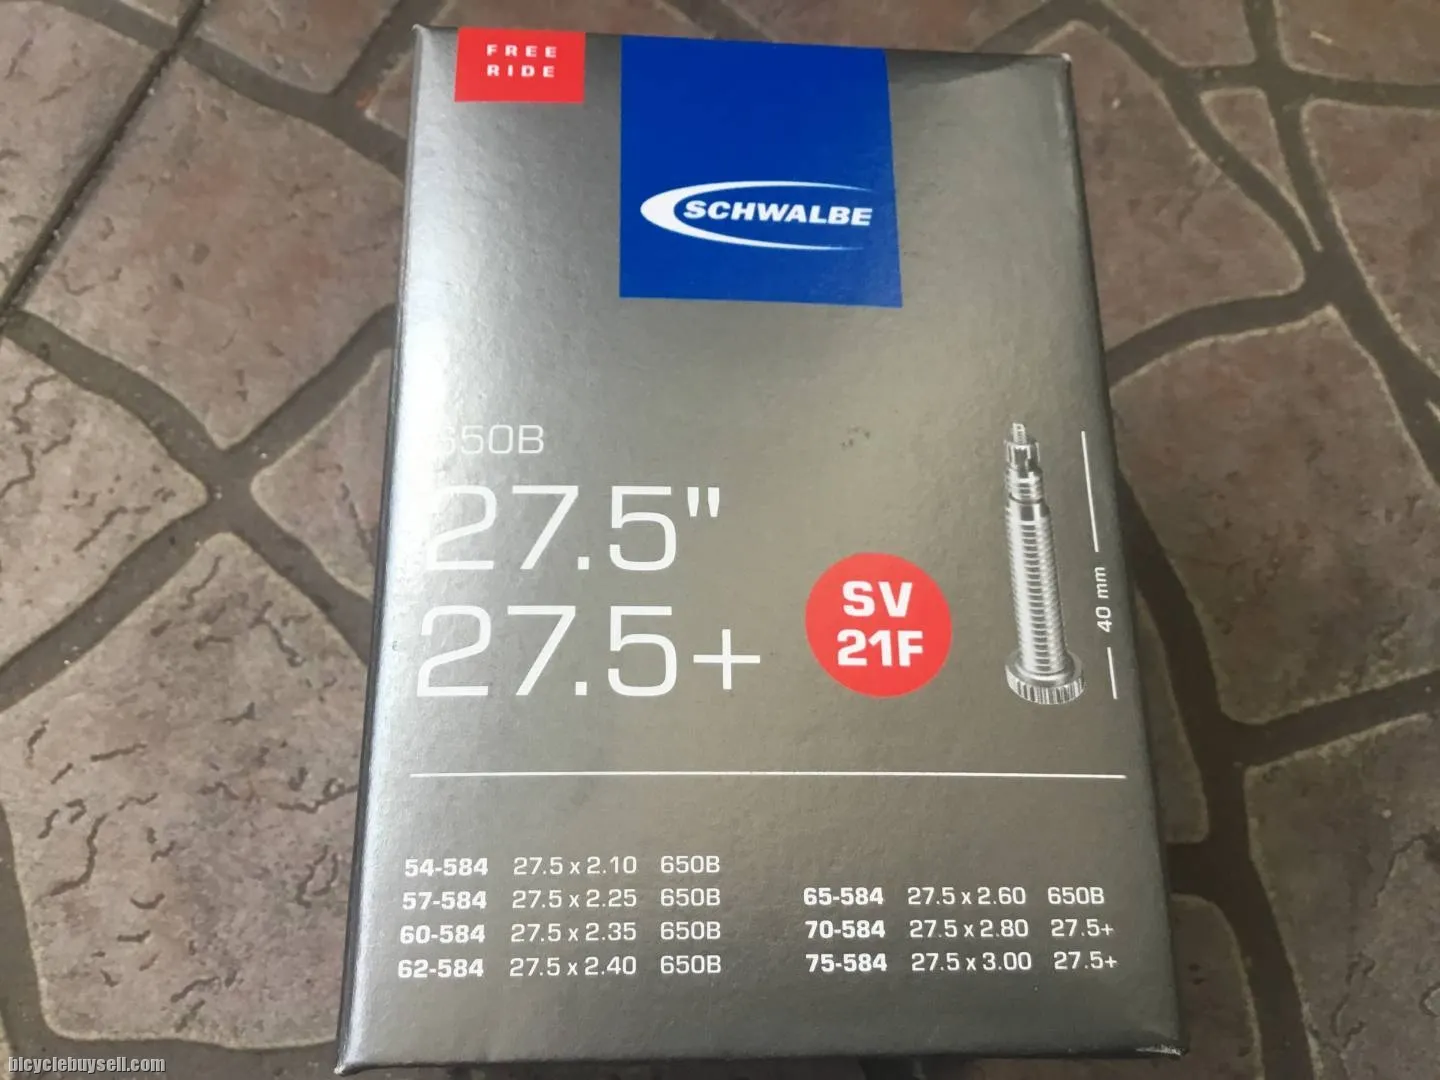 FREE
RIDE
SCHWALBE
650B
27.5"
27.5+
SV
21F
40 mm
54-584 27.5 x 2.10 650B
57-584 27.5 x 2.25 650B
60-584 27.5 x 2.35 650B
62-584 27.5 x 2.40 650B
65-584 27.5 x 2.60 650B
70-584 27.5 x 2.80 27.5+
75-584 27.5 x 3.00 27.5+
bicyclebuysell.com